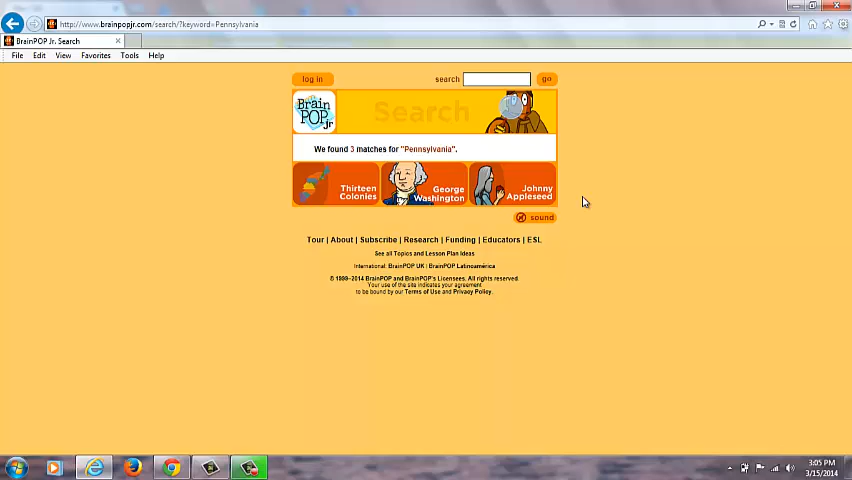 http://www.brainpopjr.com/search/?keyword=Pennsylvania
BrainPOP Jr. Search
File Edit View Favorites Tools Help
log in search go
Brain POP jr Search
We found 3 matches for "Pennsylvania".
Thirteen Colonies
George Washington
Johnny Appleseed
sound
Tour | About | Subscribe | Research | Funding | Educators | ESL
See all Topics and Lesson Plan Ideas
International: BrainPOP UK | BrainPOP Latinoamérica
© 1999-2014 BrainPOP and BrainPOP's Licensees. All rights reserved.
Your use of the site indicates your agreement
to be bound by our Terms of Use and Privacy Policy.
3:05 PM
3/15/2014